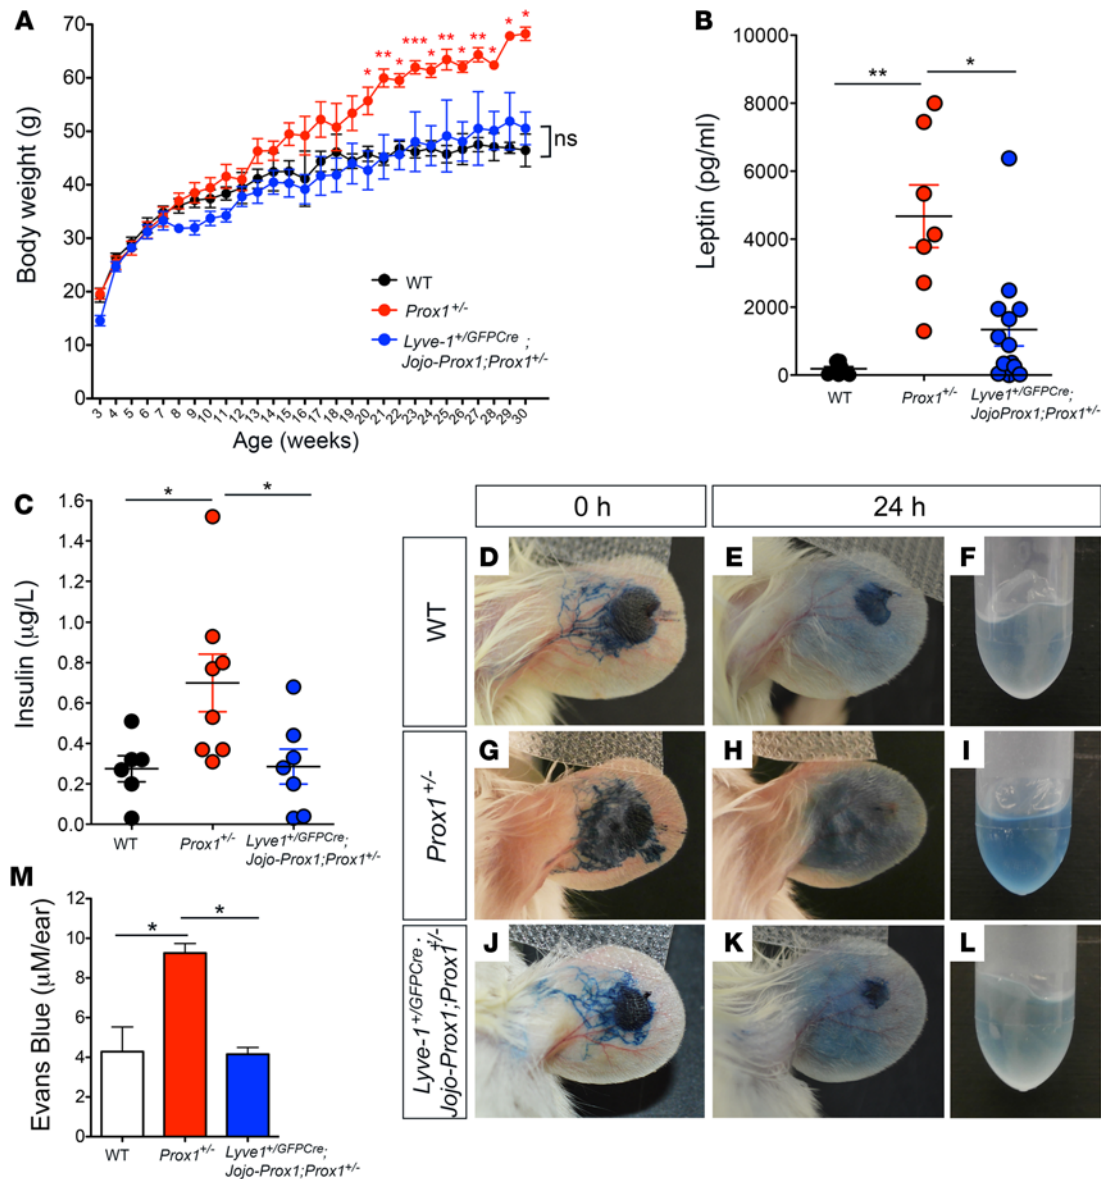 A
Body weight (g)
70
60
50
40
30
20
10
0
* ** * *** * ** * ** * * *
ns
WT
Prox1+/-
Lyve-1+/GFPCre ;
Jojo-Prox1;Prox1+/-
3 4 5 6 7 8 9 10 11 12 13 14 15 16 17 18 19 20 21 22 23 24 25 26 27 28 29 30
Age (weeks)
B
Leptin (pg/ml)
10000
8000
6000
4000
2000
0
** *
WT
Prox1+/-
Lyve1+/GFPCre;
JojoProx1;Prox1+/-
C
Insulin (µg/L)
1.6
1.4
1.2
1.0
0.8
0.6
0.4
0.2
0.0
* *
WT
Prox1+/-
Lyve1+/GFPCre;
Jojo-Prox1;Prox1+/-
0 h
24 h
WT
D
E
F
Prox1+/-
G
H
I
Lyve-1+/GFPCre ;
Jojo-Prox1;Prox1+/-
J
K
L
M
Evans Blue (µM/ear)
12
10
8
6
4
2
0
* *
WT
Prox1+/-
Lyve1+/GFPCre;
Jojo-Prox1;Prox1+/-